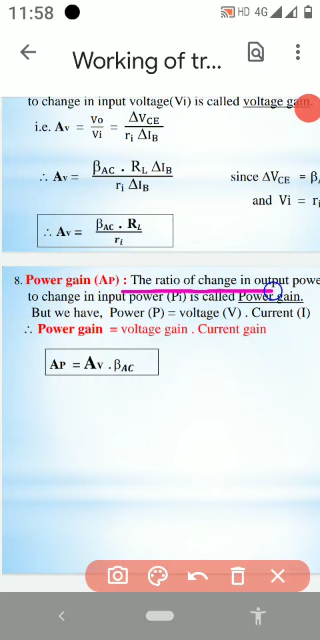 11:58
HD 4G
Working of tr...
to change in input voltage(Vi) is called voltage gain.
i.e. Av = Vo/Vi = ΔVCE / ri ΔIB
∴ Av = βAC . RL ΔIB / ri ΔIB
since ΔVCE = β
and Vi = r
∴ Av = βAC . RL / ri
8. Power gain (AP) : The ratio of change in output powe
to change in input power (Pi) is called Power gain.
But we have, Power (P) = voltage (V) . Current (I)
∴ Power gain = voltage gain . Current gain
AP = AV . βAC